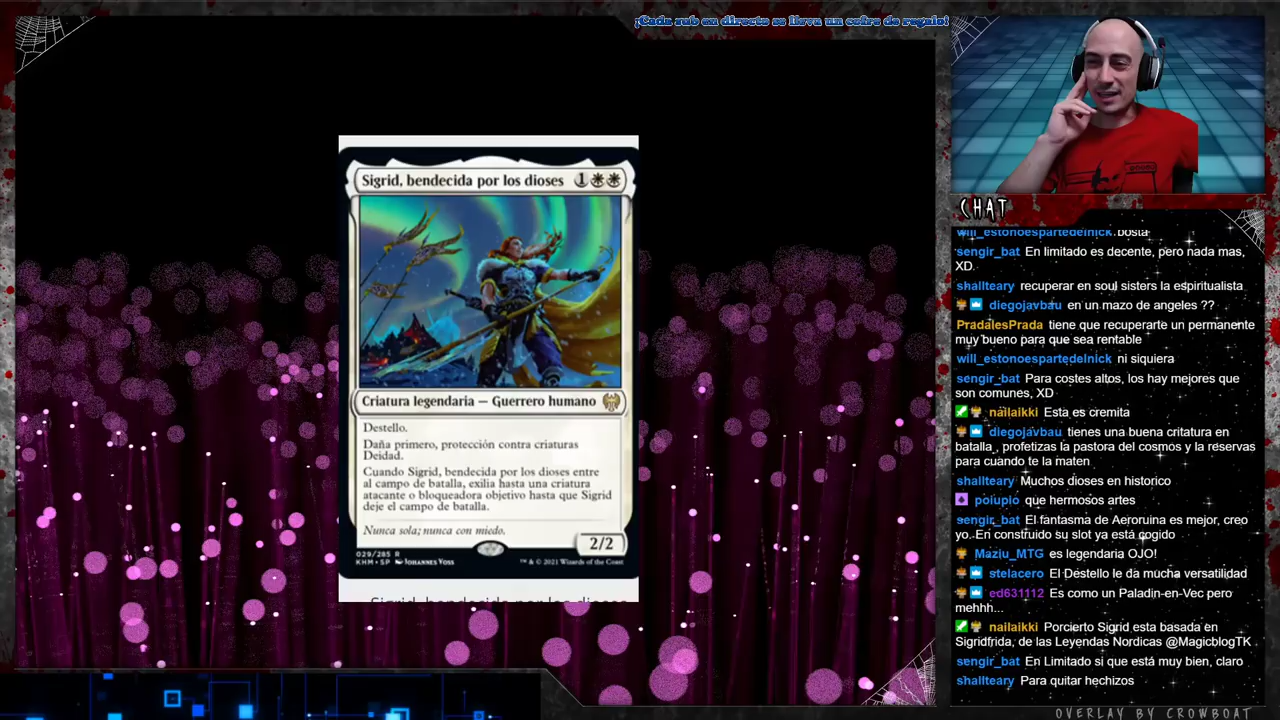 ¡Cada sub en directo se lleva un cofre de regalo!
Sigrid, bendecida por los dioses 1
Criatura legendaria — Guerrero humano
Destello.
Daña primero, protección contra criaturas
Deidad.
Cuando Sigrid, bendecida por los dioses entre
al campo de batalla, exilia hasta una criatura
atacante o bloqueadora objetivo hasta que Sigrid
deje el campo de batalla.
Nunca sola; nunca con miedo.
2/2
029/285 R
KHM • SP Johannes Voss
™ & © 2021 Wizards of the Coast
Sigrid, bendecida por los dioses
CHAT
will_estonoespartedelnick bosta
sengir_bat En limitado es decente, pero nada mas,
XD
shallteary recuperar en soul sisters la espiritualista
diegojavbau en un mazo de angeles ??
PradalesPrada tiene que recuperarte un permanente
muy bueno para que sea rentable
will_estonoespartedelnick ni siquiera
sengir_bat Para costes altos, los hay mejores que
son comunes, XD
nailaikki Esta es cremita
diegojavbau tienes una buena critatura en
batalla , profetizas la pastora del cosmos y la reservas
para cuando te la maten
shallteary Muchos dioses en historico
poiupio que hermosos artes
sengir_bat El fantasma de Aeroruina es mejor, creo
yo. En construido su slot ya está cogido
Maziu_MTG es legendaria OJO!
stelacero El Destello le da mucha versatilidad
ed631112 Es como un Paladin-en-Vec pero
mehhh...
nailaikki Porcierto Sigrid esta basada en
Sigridfrida, de las Leyendas Nordicas @MagicblogTK
sengir_bat En Limitado si que está muy bien, claro
shallteary Para quitar hechizos
OVERLAY BY CROWBOAT